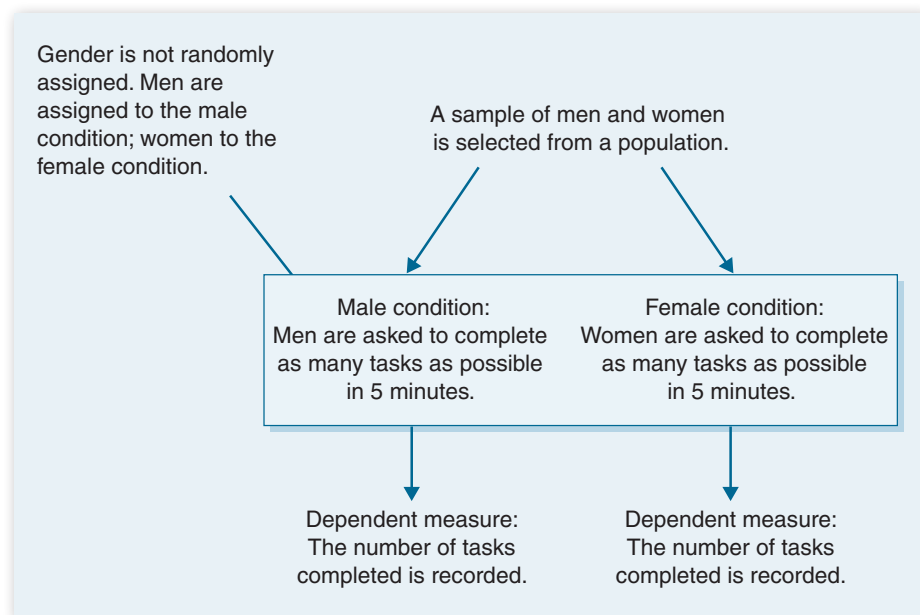 Gender is not randomly
assigned. Men are
assigned to the male
condition; women to the
female condition.
A sample of men and women
is selected from a population.
Male condition:
Men are asked to complete
as many tasks as possible
in 5 minutes.
Female condition:
Women are asked to complete
as many tasks as possible
in 5 minutes.
Dependent measure:
The number of tasks
completed is recorded.
Dependent measure:
The number of tasks
completed is recorded.